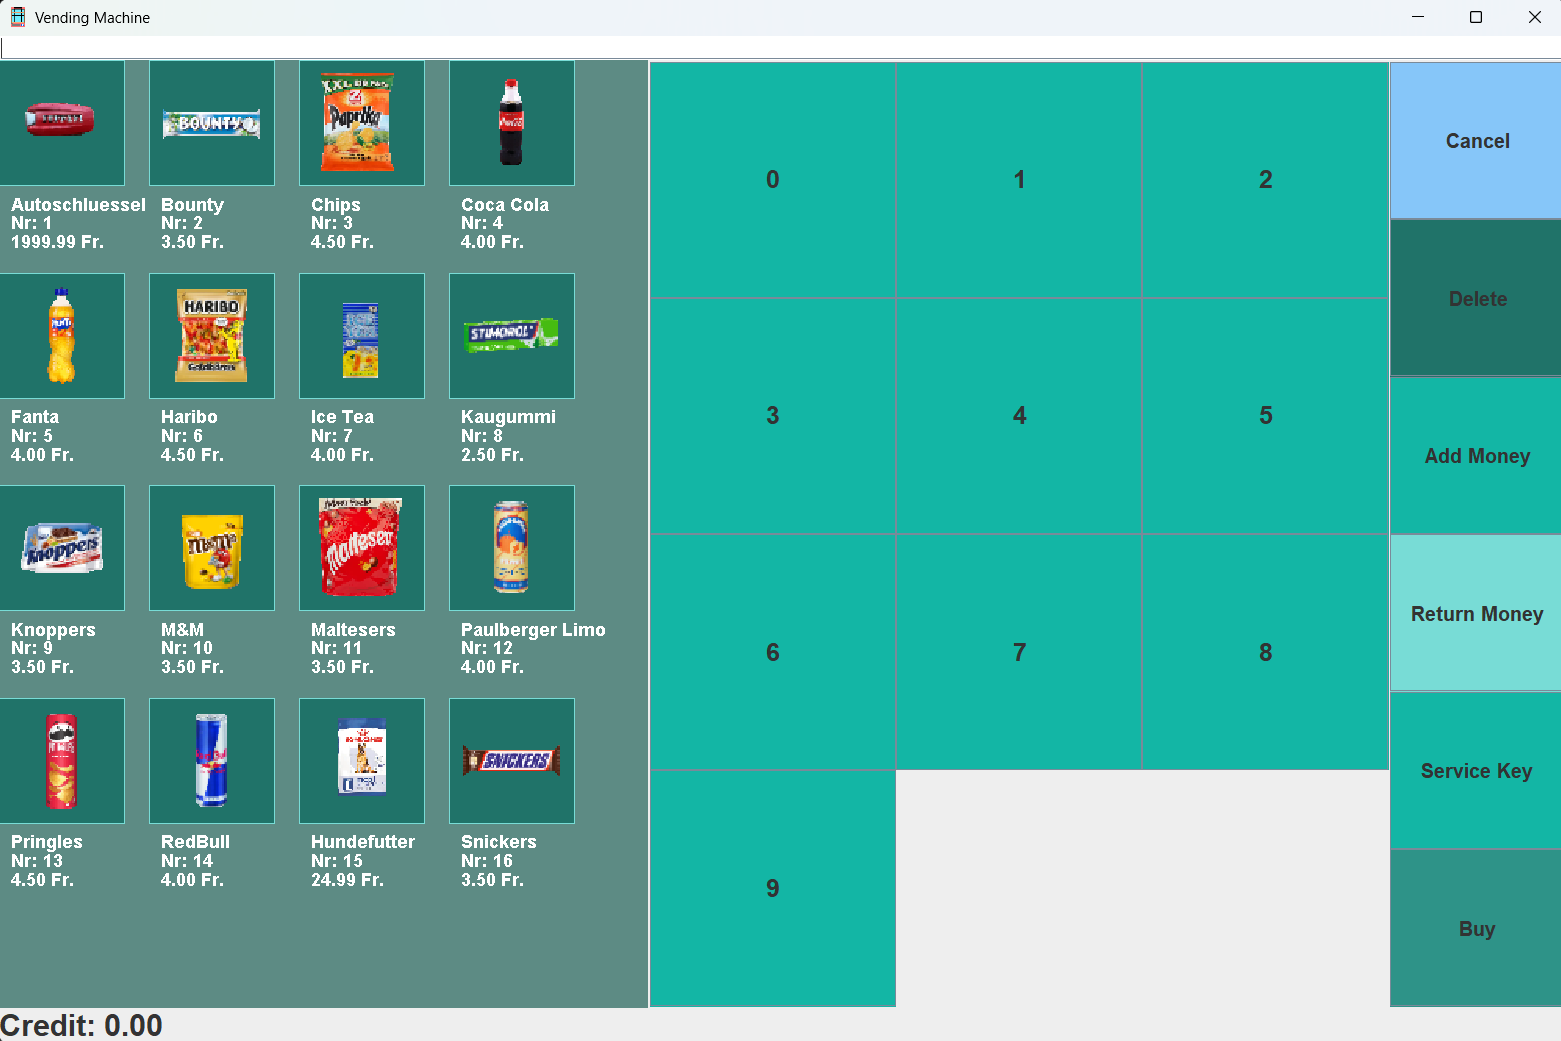 Vending Machine
BOUNTY
Paprika
Autoschluessel
Nr: 1
1999.99 Fr.
Bounty
Nr: 2
3.50 Fr.
Chips
Nr: 3
4.50 Fr.
Coca Cola
Nr: 4
4.00 Fr.
HARIBO
STIMOROL
Fanta
Nr: 5
4.00 Fr.
Haribo
Nr: 6
4.50 Fr.
Ice Tea
Nr: 7
4.00 Fr.
Kaugummi
Nr: 8
2.50 Fr.
Knoppers
m&m's
Maltesers
Knoppers
Nr: 9
3.50 Fr.
M&M
Nr: 10
3.50 Fr.
Maltesers
Nr: 11
3.50 Fr.
Paulberger Limo
Nr: 12
4.00 Fr.
SNICKERS
Pringles
Nr: 13
4.50 Fr.
RedBull
Nr: 14
4.00 Fr.
Hundefutter
Nr: 15
24.99 Fr.
Snickers
Nr: 16
3.50 Fr.
0
1
2
3
4
5
6
7
8
9
Cancel
Delete
Add Money
Return Money
Service Key
Buy
Credit: 0.00